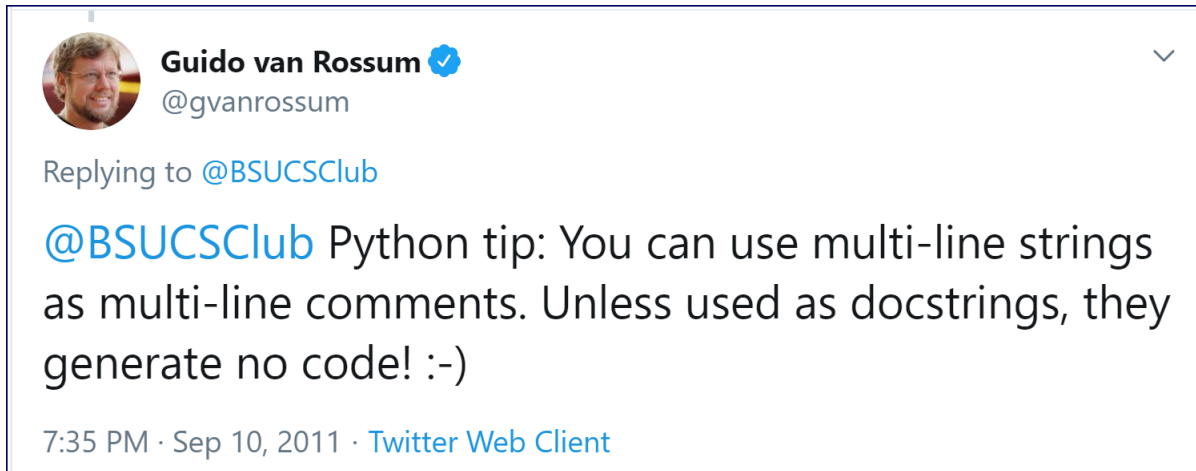 Guido van Rossum
@gvanrossum
Replying to @BSUCSClub
@BSUCSClub Python tip: You can use multi-line strings
as multi-line comments. Unless used as docstrings, they
generate no code! :-)
7:35 PM · Sep 10, 2011 · Twitter Web Client